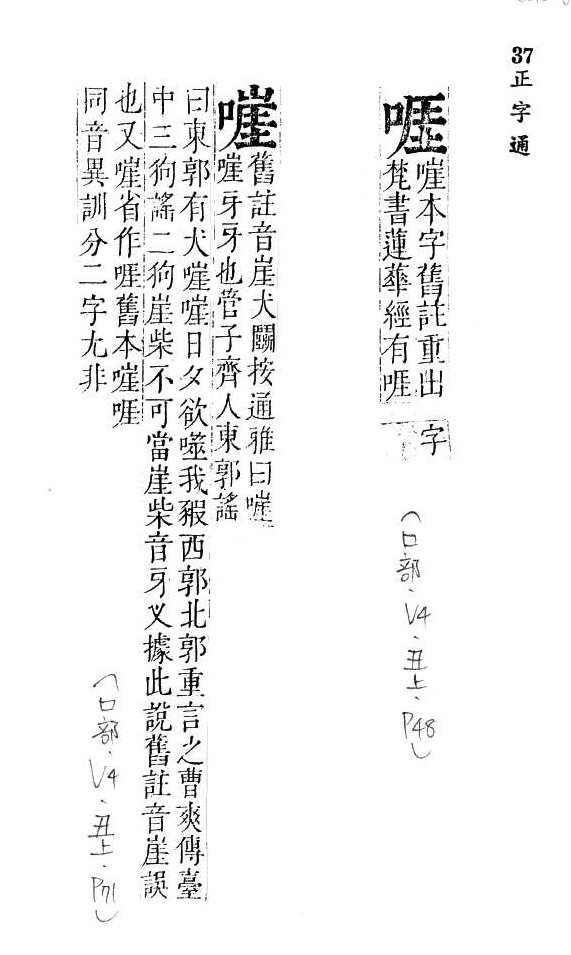 37正字通
啀
啀嘊本字舊註重出
梵書蓮華經有啀
字
(口部·V4·丑上·P48)
嘊
舊註音崖犬鬭按通雅曰嘊
嘊牙牙也管子齊人東郭謠
曰東郭有犬嘊嘊日夕欲噬我猳西郭北郭重言之曹爽傳臺
中三狗謠二狗崖柴不可當崖柴音牙义據此說舊註音崖誤
也又嘊省作啀舊本嘊啀
同音異訓分二字尤非
(口部·V4·丑上·P71)